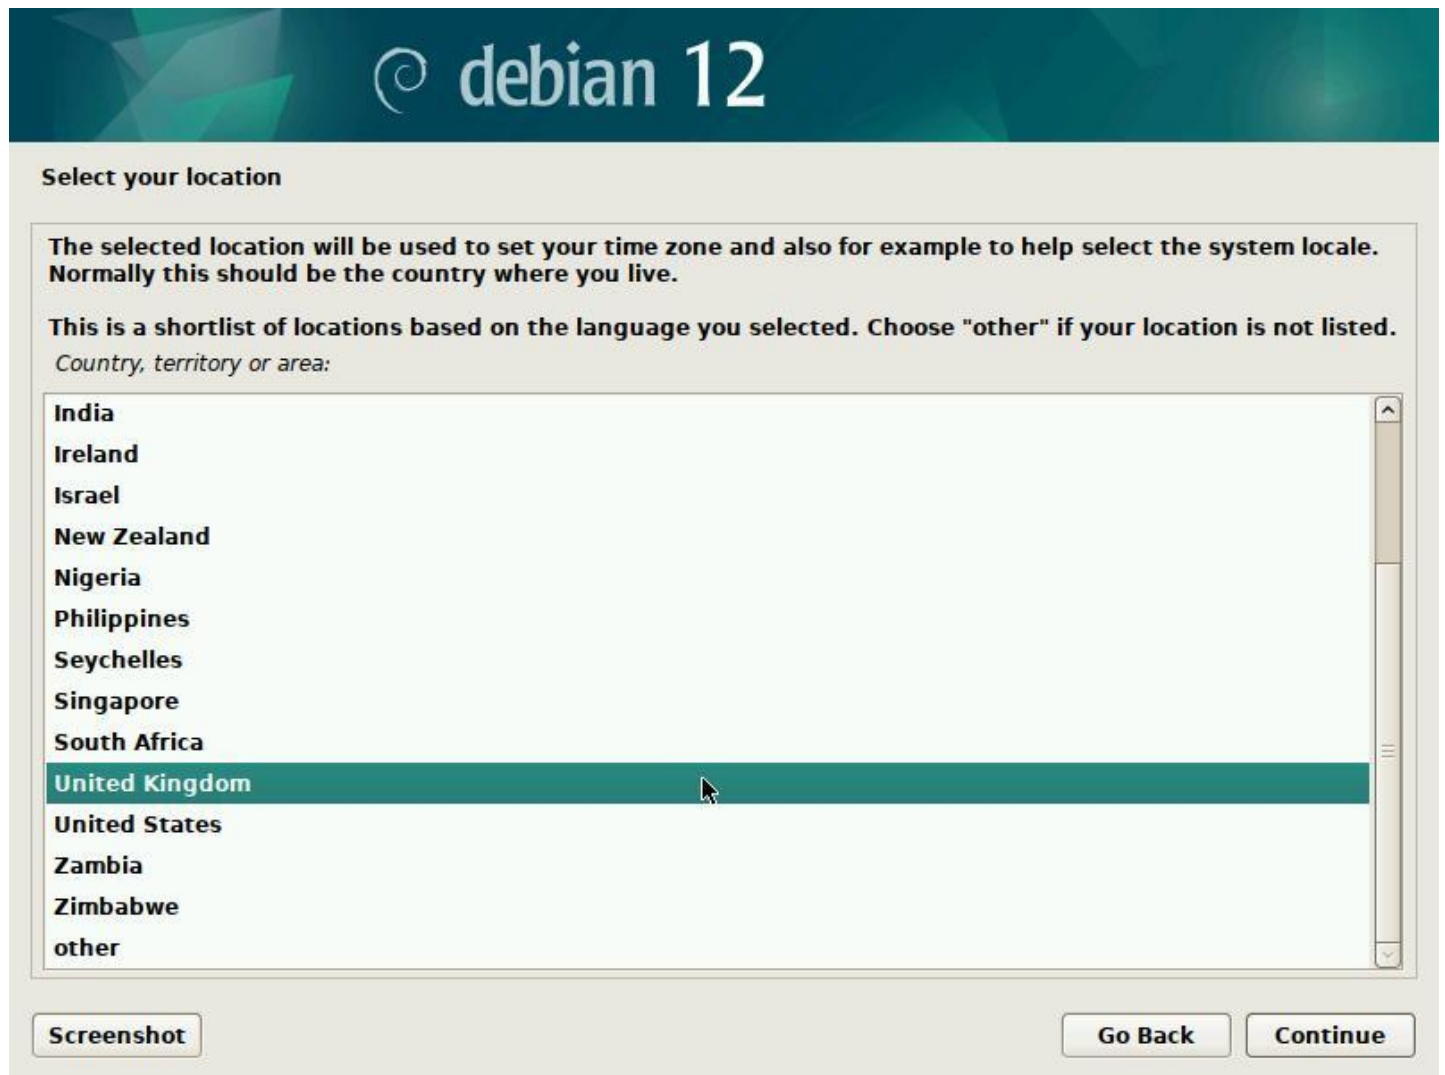 debian 12
Select your location
The selected location will be used to set your time zone and also for example to help select the system locale.
Normally this should be the country where you live.
This is a shortlist of locations based on the language you selected. Choose "other" if your location is not listed.
Country, territory or area:
India
Ireland
Israel
New Zealand
Nigeria
Philippines
Seychelles
Singapore
South Africa
United Kingdom
United States
Zambia
Zimbabwe
other
Screenshot
Go Back
Continue